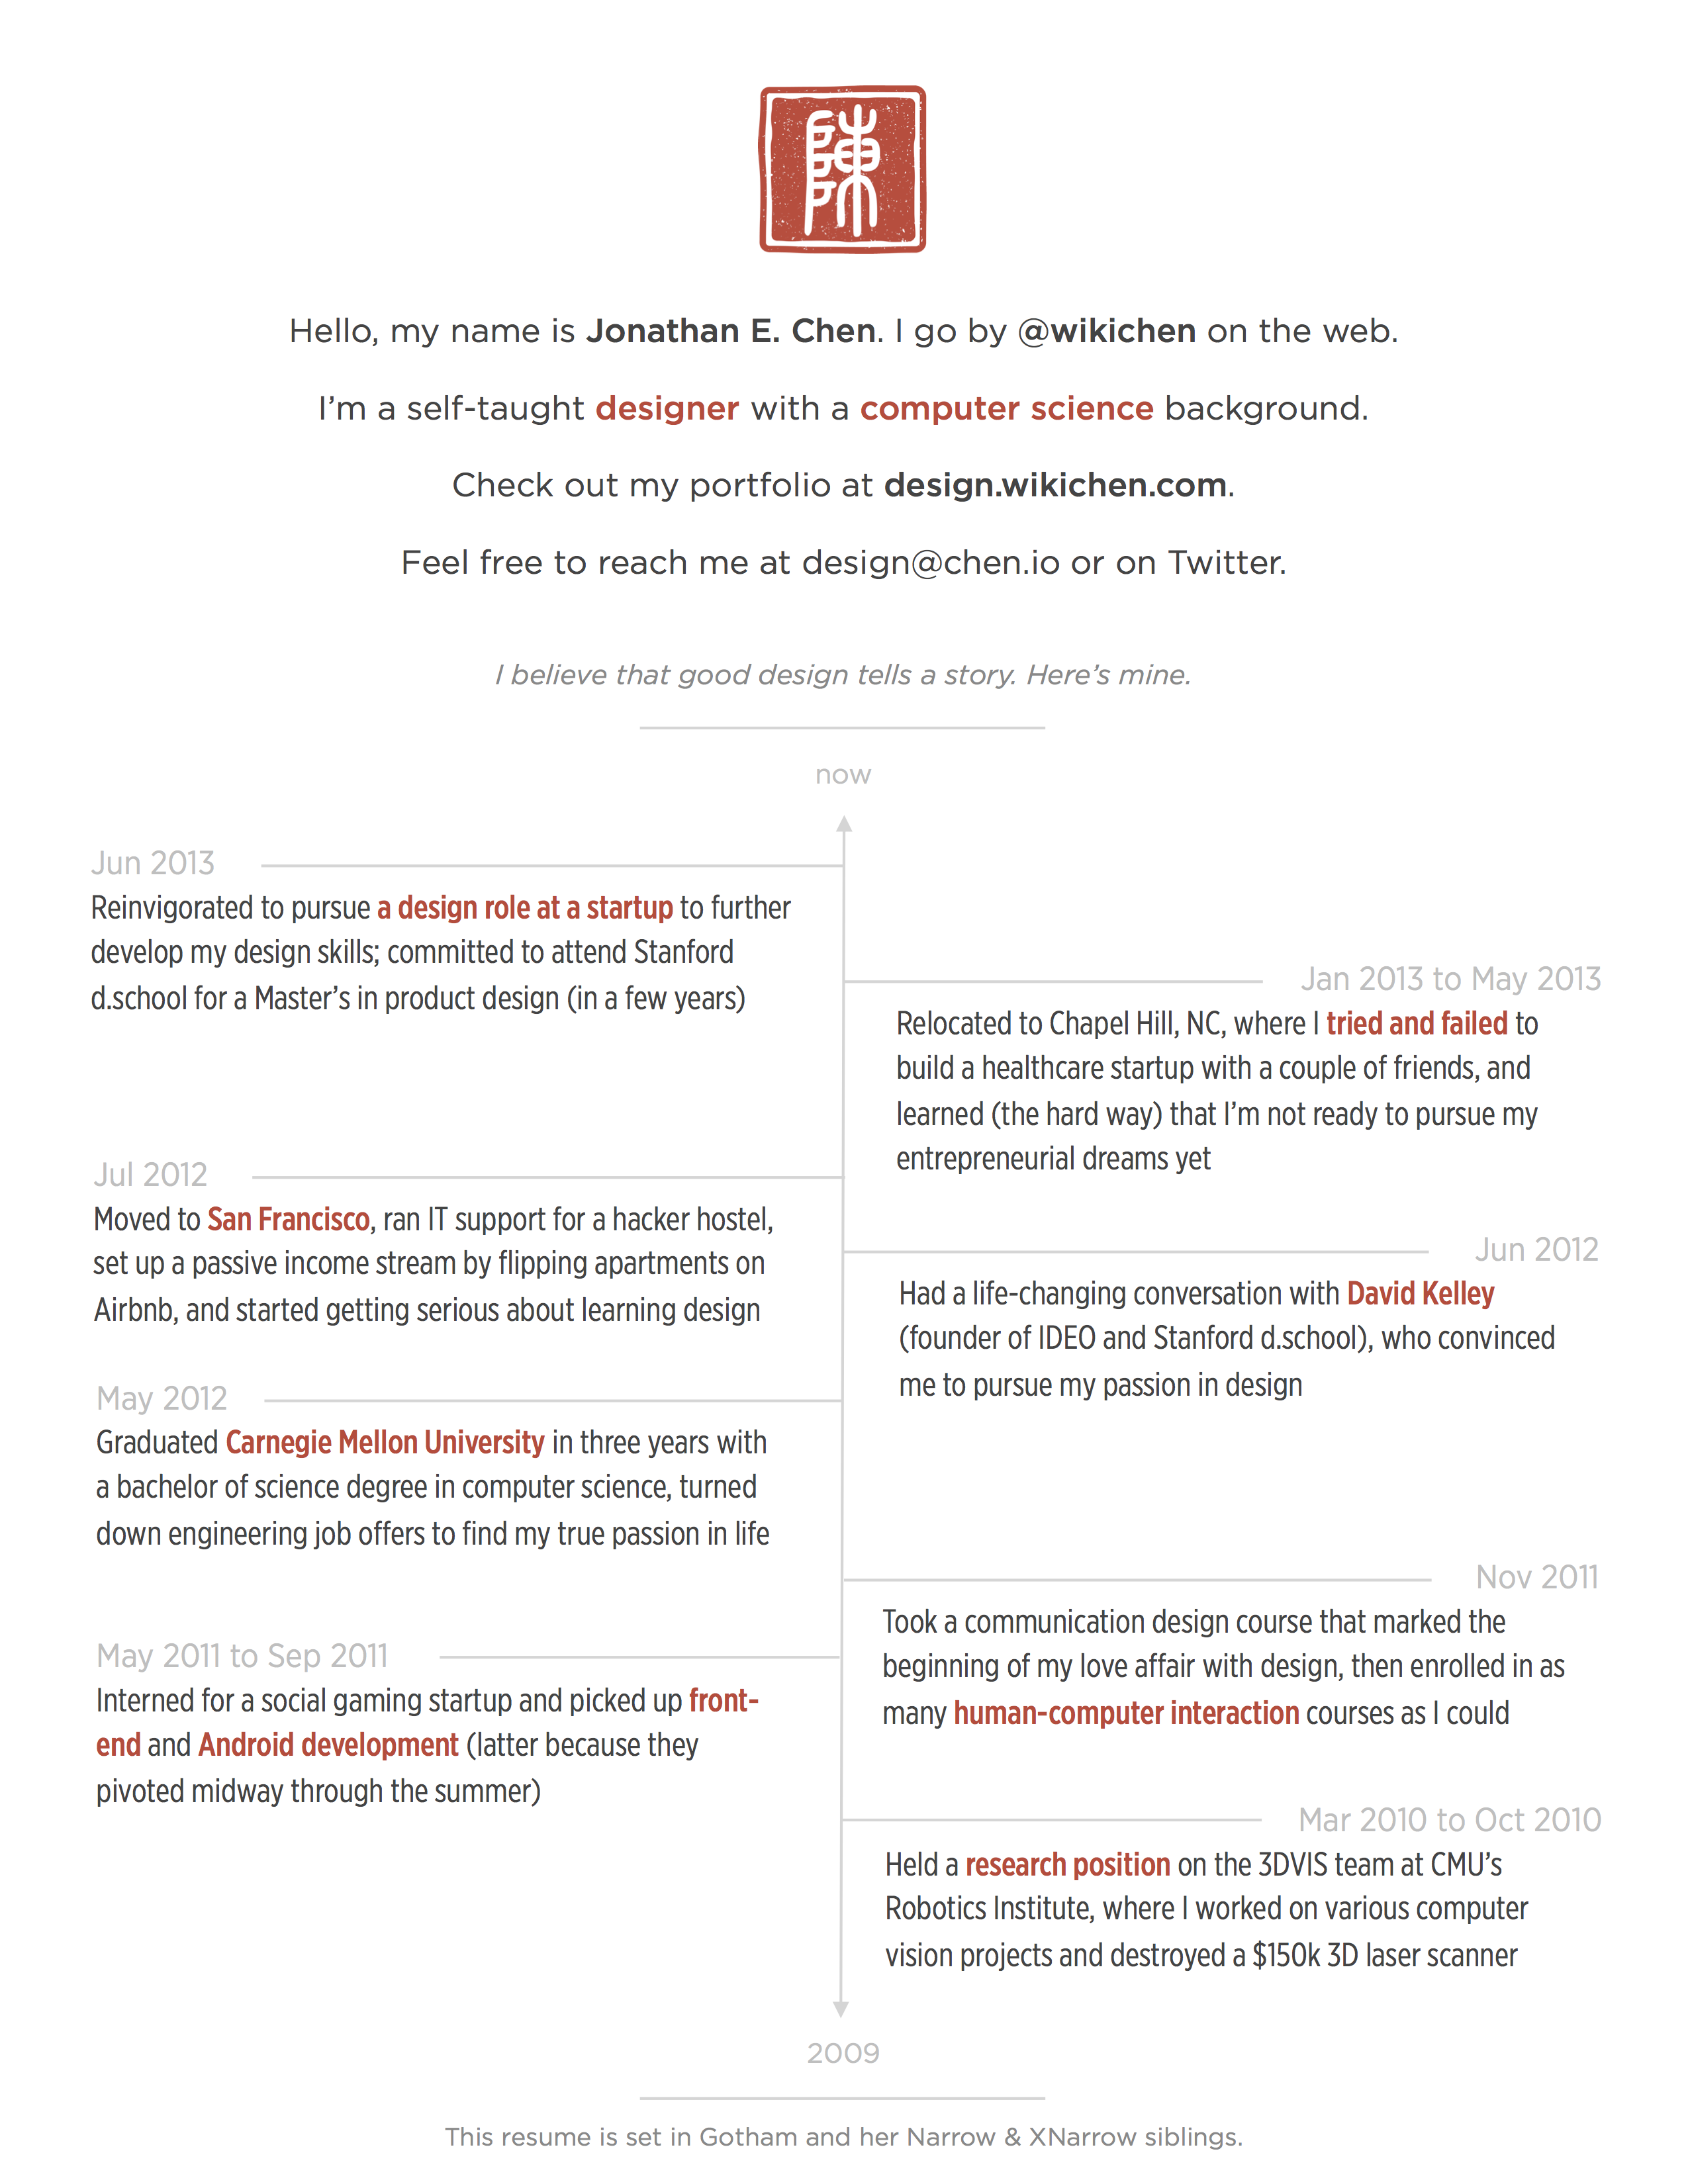 陳
Hello, my name is Jonathan E. Chen. I go by @wikichen on the web.
I’m a self-taught designer with a computer science background.
Check out my portfolio at design.wikichen.com.
Feel free to reach me at design@chen.io or on Twitter.
I believe that good design tells a story. Here’s mine.
now
Jun 2013
Reinvigorated to pursue a design role at a startup to further
develop my design skills; committed to attend Stanford
d.school for a Master’s in product design (in a few years)
Jan 2013 to May 2013
Relocated to Chapel Hill, NC, where I tried and failed to
build a healthcare startup with a couple of friends, and
learned (the hard way) that I’m not ready to pursue my
entrepreneurial dreams yet
Jul 2012
Moved to San Francisco, ran IT support for a hacker hostel,
set up a passive income stream by flipping apartments on
Airbnb, and started getting serious about learning design
Jun 2012
Had a life-changing conversation with David Kelley
(founder of IDEO and Stanford d.school), who convinced
me to pursue my passion in design
May 2012
Graduated Carnegie Mellon University in three years with
a bachelor of science degree in computer science, turned
down engineering job offers to find my true passion in life
Nov 2011
Took a communication design course that marked the
beginning of my love affair with design, then enrolled in as
many human-computer interaction courses as I could
May 2011 to Sep 2011
Interned for a social gaming startup and picked up front-
end and Android development (latter because they
pivoted midway through the summer)
Mar 2010 to Oct 2010
Held a research position on the 3DVIS team at CMU’s
Robotics Institute, where I worked on various computer
vision projects and destroyed a $150k 3D laser scanner
2009
This resume is set in Gotham and her Narrow & XNarrow siblings.